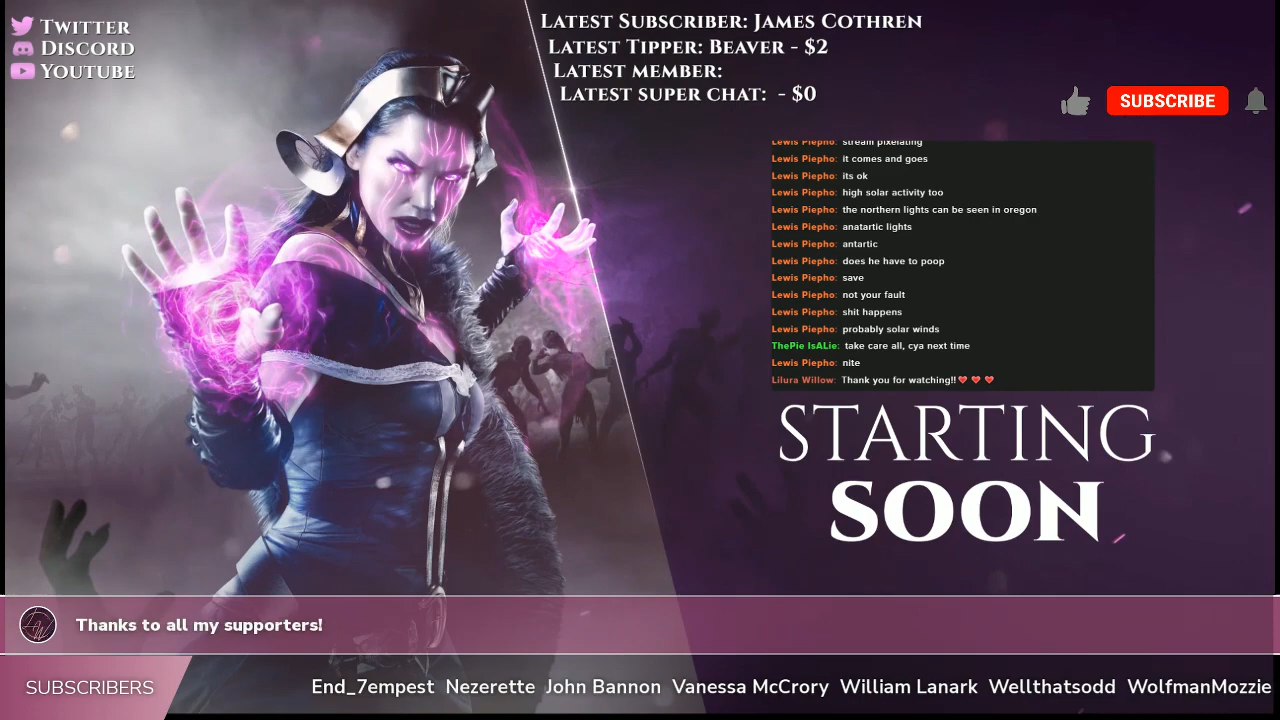 Twitter
Discord
Youtube
Latest Subscriber: James Cothren
Latest Tipper: Beaver - $2
Latest member:
Latest super chat:  - $0
SUBSCRIBE
Lewis Piepho: stream pixelating
Lewis Piepho: it comes and goes
Lewis Piepho: its ok
Lewis Piepho: high solar activity too
Lewis Piepho: the northern lights can be seen in oregon
Lewis Piepho: anatartic lights
Lewis Piepho: antartic
Lewis Piepho: does he have to poop
Lewis Piepho: save
Lewis Piepho: not your fault
Lewis Piepho: shit happens
Lewis Piepho: probably solar winds
ThePie IsALie: take care all, cya next time
Lewis Piepho: nite
Lilura Willow: Thank you for watching!!❤❤❤
STARTING
SOON
Thanks to all my supporters!
SUBSCRIBERS
End_7empest Nezerette John Bannon Vanessa McCrory William Lanark Wellthatsodd WolfmanMozzie